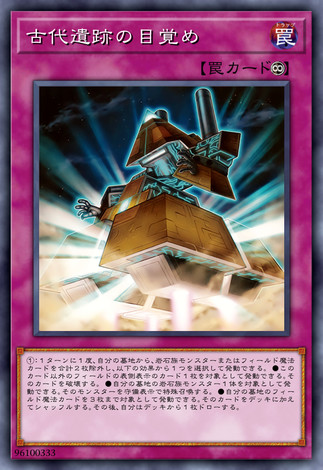 古代遺跡の目覚め
トラップ
罠
【罠カード】
①:１ターンに１度、自分の墓地から、岩石族モンスターまたはフィールド魔法
カードを合計２枚除外し、以下の効果から１つを選択して発動できる。●この
カード以外のフィールドの表側表示のカード１枚を対象として発動できる。そ
のカードを破壊する。●自分の墓地の岩石族モンスター１体を対象として発
動できる。そのモンスターを守備表示で特殊召喚する。●自分の墓地のフィー
ルド魔法カードを３枚まで対象として発動できる。そのカードをデッキに加
えてシャッフルする。その後、自分はデッキから１枚ドローする。
96100333